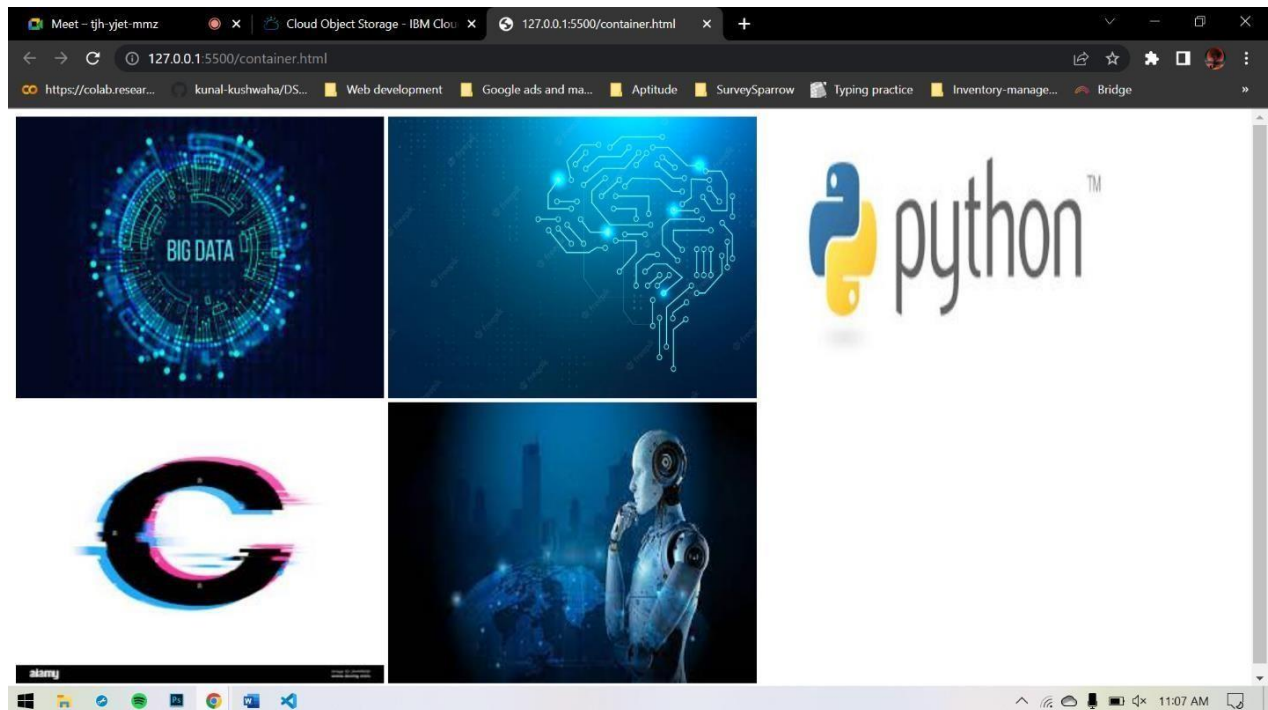 Meet – tjh-yjet-mmz
Cloud Object Storage - IBM Clou
127.0.0.1:5500/container.html
127.0.0.1:5500/container.html
https://colab.resear...
kunal-kushwaha/DS...
Web development
Google ads and ma...
Aptitude
SurveySparrow
Typing practice
Inventory-manage...
Bridge
»
BIG DATA
python™
C
alamy
Ps
W
11:07 AM